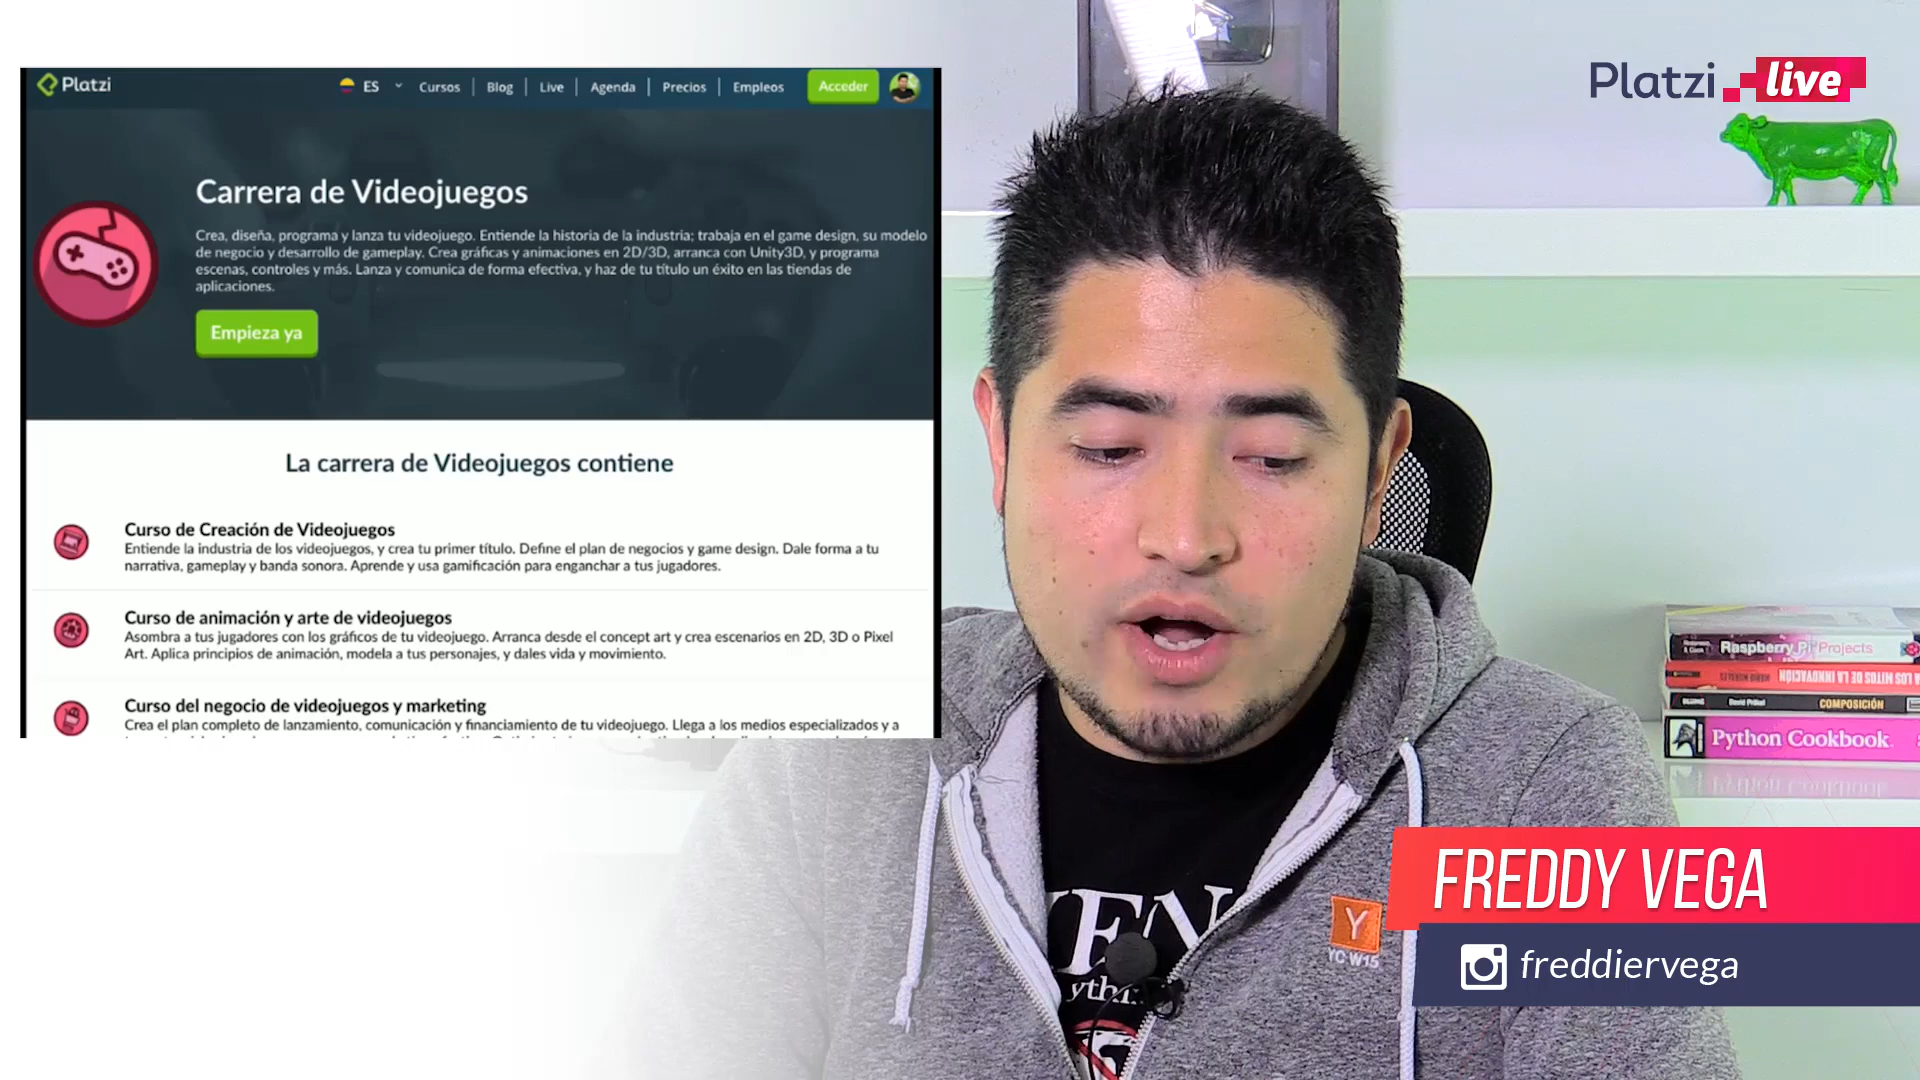 Platzi
ES
Cursos
Blog
Live
Agenda
Precios
Empleos
Acceder
Carrera de Videojuegos
Crea, diseña, programa y lanza tu videojuego. Entiende la historia de la industria; trabaja en el game design, su modelo
de negocio y desarrollo de gameplay. Crea gráficas y animaciones en 2D/3D, arranca con Unity3D, y programa
escenas, controles y más. Lanza y comunica de forma efectiva, y haz de tu título un éxito en las tiendas de
aplicaciones.
Empieza ya
La carrera de Videojuegos contiene
Curso de Creación de Videojuegos
Entiende la industria de los videojuegos, y crea tu primer título. Define el plan de negocios y game design. Dale forma a tu
narrativa, gameplay y banda sonora. Aprende y usa gamificación para enganchar a tus jugadores.
Curso de animación y arte de videojuegos
Asombra a tus jugadores con los gráficos de tu videojuego. Arranca desde el concept art y crea escenarios en 2D, 3D o Pixel
Art. Aplica principios de animación, modela a tus personajes, y dales vida y movimiento.
Curso del negocio de videojuegos y marketing
Crea el plan completo de lanzamiento, comunicación y financiamiento de tu videojuego. Llega a los medios especializados y a
Platzi live
Raspberry Pi Projects
LOS MITOS DE LA INNOVACIÓN
COMPOSICIÓN
Python Cookbook
FREDDY VEGA
freddiervega
Y
YC W15